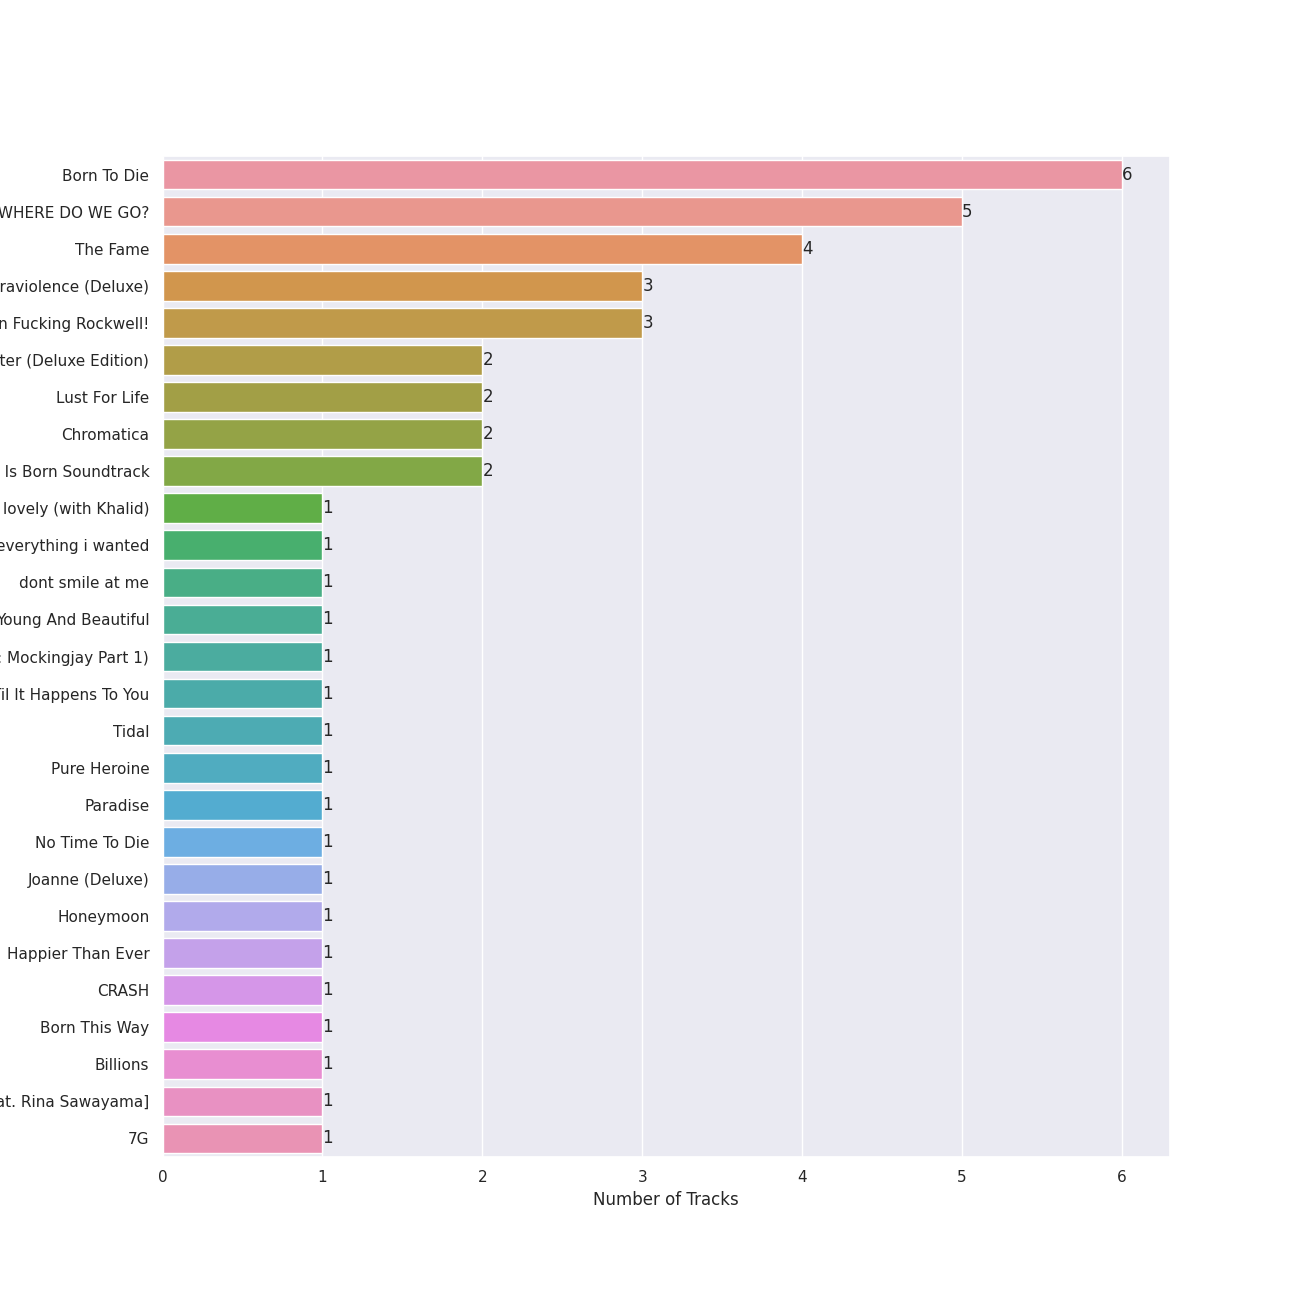 Born To Die 6
WHERE DO WE GO? 5
The Fame 4
raviolence (Deluxe) 3
n Fucking Rockwell! 3
ter (Deluxe Edition) 2
Lust For Life 2
Chromatica 2
Is Born Soundtrack 2
lovely (with Khalid) 1
everything i wanted 1
dont smile at me 1
Young And Beautiful 1
: Mockingjay Part 1) 1
il It Happens To You 1
Tidal 1
Pure Heroine 1
Paradise 1
No Time To Die 1
Joanne (Deluxe) 1
Honeymoon 1
Happier Than Ever 1
CRASH 1
Born This Way 1
Billions 1
at. Rina Sawayama] 1
7G 1
0 1 2 3 4 5 6
Number of Tracks